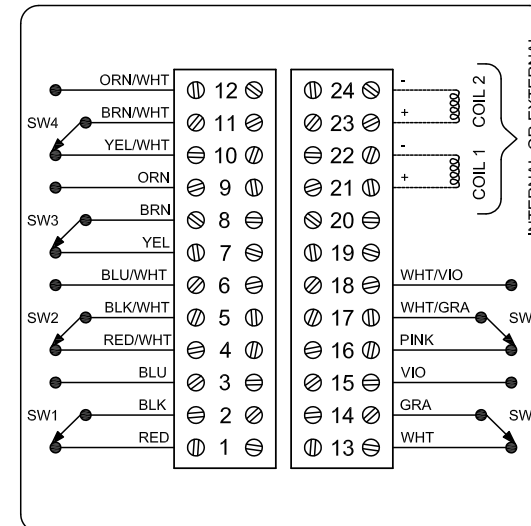 ORN/WHT 12 24 -
SW4 BRN/WHT 11 23 + COIL 2
YEL/WHT 10 22 -
ORN 9 21 + COIL 1
INTERNAL OR EXTERNAL
SW3 BRN 8 20
YEL 7 19
BLU/WHT 6 18 WHT/VIO
SW2 BLK/WHT 5 17 WHT/GRA SW
RED/WHT 4 16 PINK
BLU 3 15 VIO
SW1 BLK 2 14 GRA SW
RED 1 13 WHT